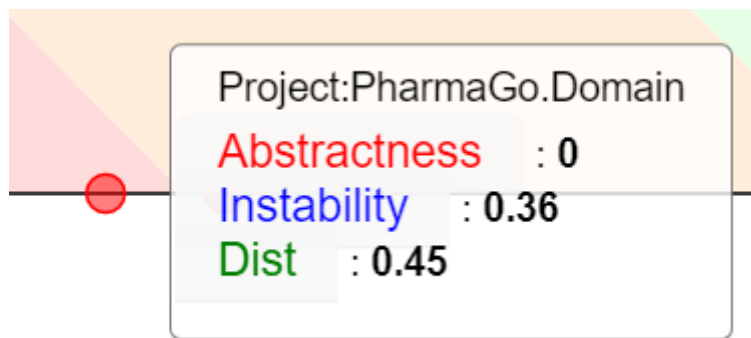 Project:PharmaGo.Domain
Abstractness : 0
Instability : 0.36
Dist : 0.45